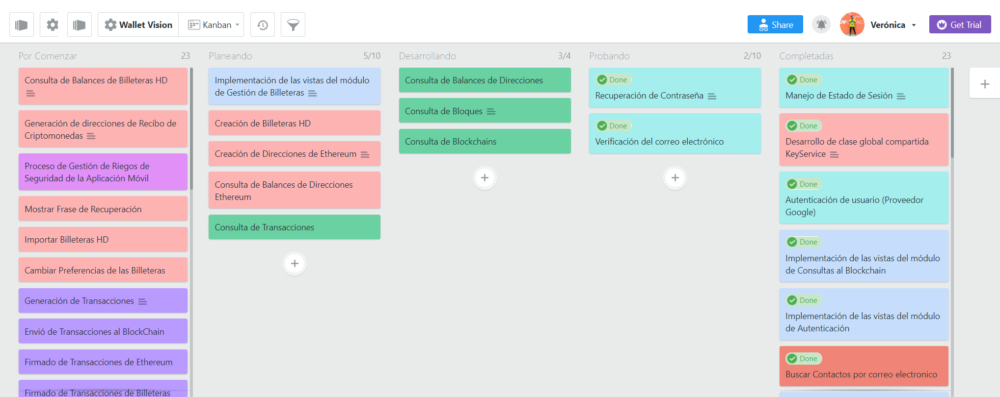 Wallet Vision
Kanban
Share
Verónica
Get Trial
Por Comenzar 23
Consulta de Balances de Billeteras HD
Generación de direcciones de Recibo de
Criptomonedas
Proceso de Gestión de Riegos de
Seguridad de la Aplicación Móvil
Mostrar Frase de Recuperación
Importar Billeteras HD
Cambiar Preferencias de las Billeteras
Generación de Transacciones
Envió de Transacciones al BlockChain
Firmado de Transacciones de Ethereum
Firmado de Transacciones de Billeteras
Planeando 5/10
Implementación de las vistas del módulo
de Gestión de Billeteras
Creación de Billeteras HD
Creación de Direcciones de Ethereum
Consulta de Balances de Direcciones
Ethereum
Consulta de Transacciones
Desarrollando 3/4
Consulta de Balances de Direcciones
Consulta de Bloques
Consulta de Blockchains
Probando 2/10
Done
Recuperación de Contraseña
Done
Verificación del correo electrónico
Completadas 23
Done
Manejo de Estado de Sesión
Done
Desarrollo de clase global compartida
KeyService
Done
Autenticación de usuario (Proveedor
Google)
Done
Implementación de las vistas del módulo
de Consultas al Blockchain
Done
Implementación de las vistas del módulo
de Autenticación
Done
Buscar Contactos por correo electronico